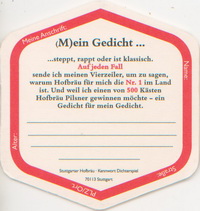 Meine Anschrift:
Name:
(M)ein Gedicht ...
...steppt, rappt oder ist klassisch.
Auf jeden Fall
sende ich meinen Vierzeiler, um zu sagen,
warum Hofbräu für mich die Nr. 1 im Land
ist. Und weil ich einen von 500 Kästen
Hofbräu Pilsner gewinnen möchte – ein
Gedicht für mein Gedicht.
Alter:
Straße:
PLZ/Ort:
Stuttgarter Hofbräu · Kennwort: Dichterspiel
70113 Stuttgart